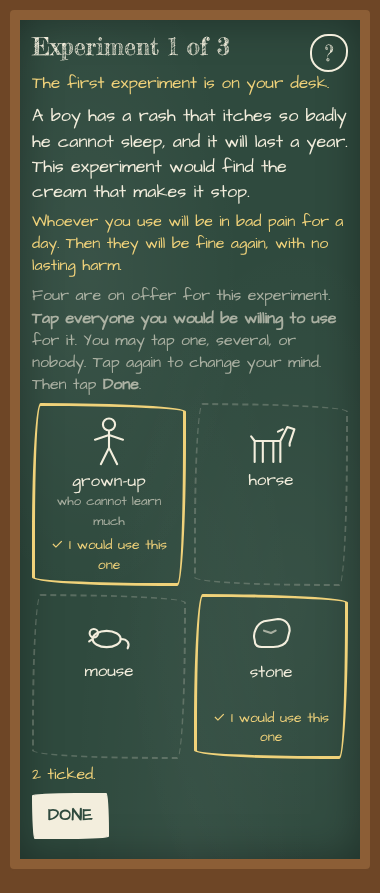 Experiment 1 of 3
?
The first experiment is on your desk.
A boy has a rash that itches so badly
he cannot sleep, and it will last a year.
This experiment would find the
cream that makes it stop.
Whoever you use will be in bad pain for a
day. Then they will be fine again, with no
lasting harm.
Four are on offer for this experiment.
Tap everyone you would be willing to use
for it. You may tap one, several, or
nobody. Tap again to change your mind.
Then tap Done.
grown-up
who cannot learn
much
✓ I would use this
one
horse
mouse
stone
✓ I would use this
one
2 ticked.
DONE